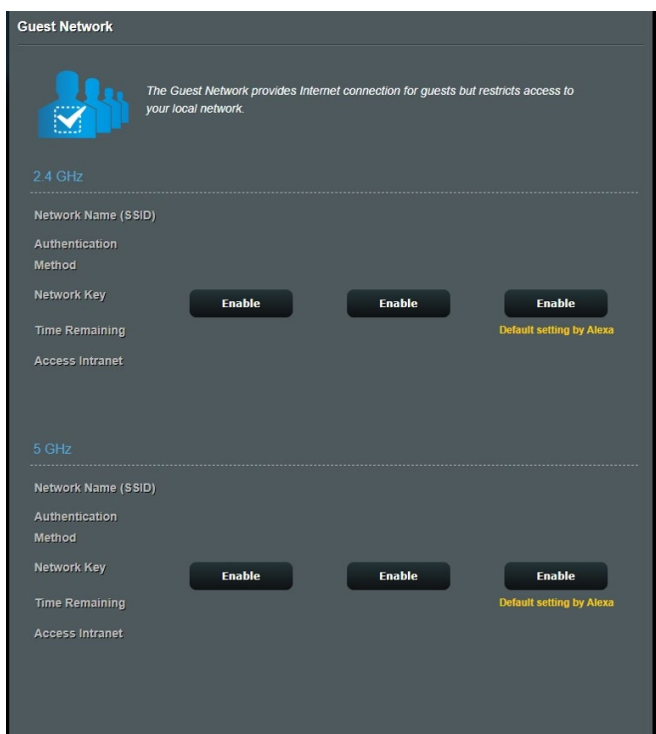 Guest Network
The Guest Network provides Internet connection for guests but restricts access to
your local network.
2.4 GHz
Network Name (SSID)
Authentication
Method
Network Key
Enable Enable Enable
Time Remaining
Default setting by Alexa
Access Intranet
5 GHz
Network Name (SSID)
Authentication
Method
Network Key
Enable Enable Enable
Time Remaining
Default setting by Alexa
Access Intranet